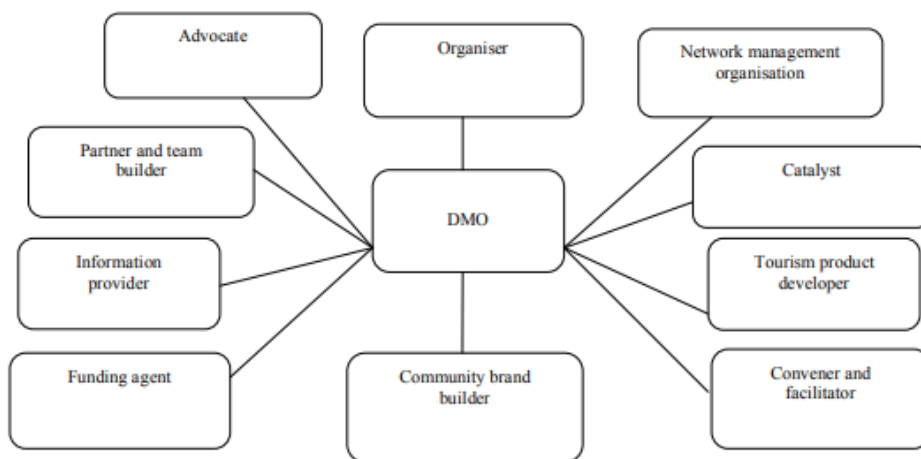 Advocate
Organiser
Network management
organisation
Partner and team
builder
DMO
Catalyst
Information
provider
Tourism product
developer
Funding agent
Community brand
builder
Convener and
facilitator